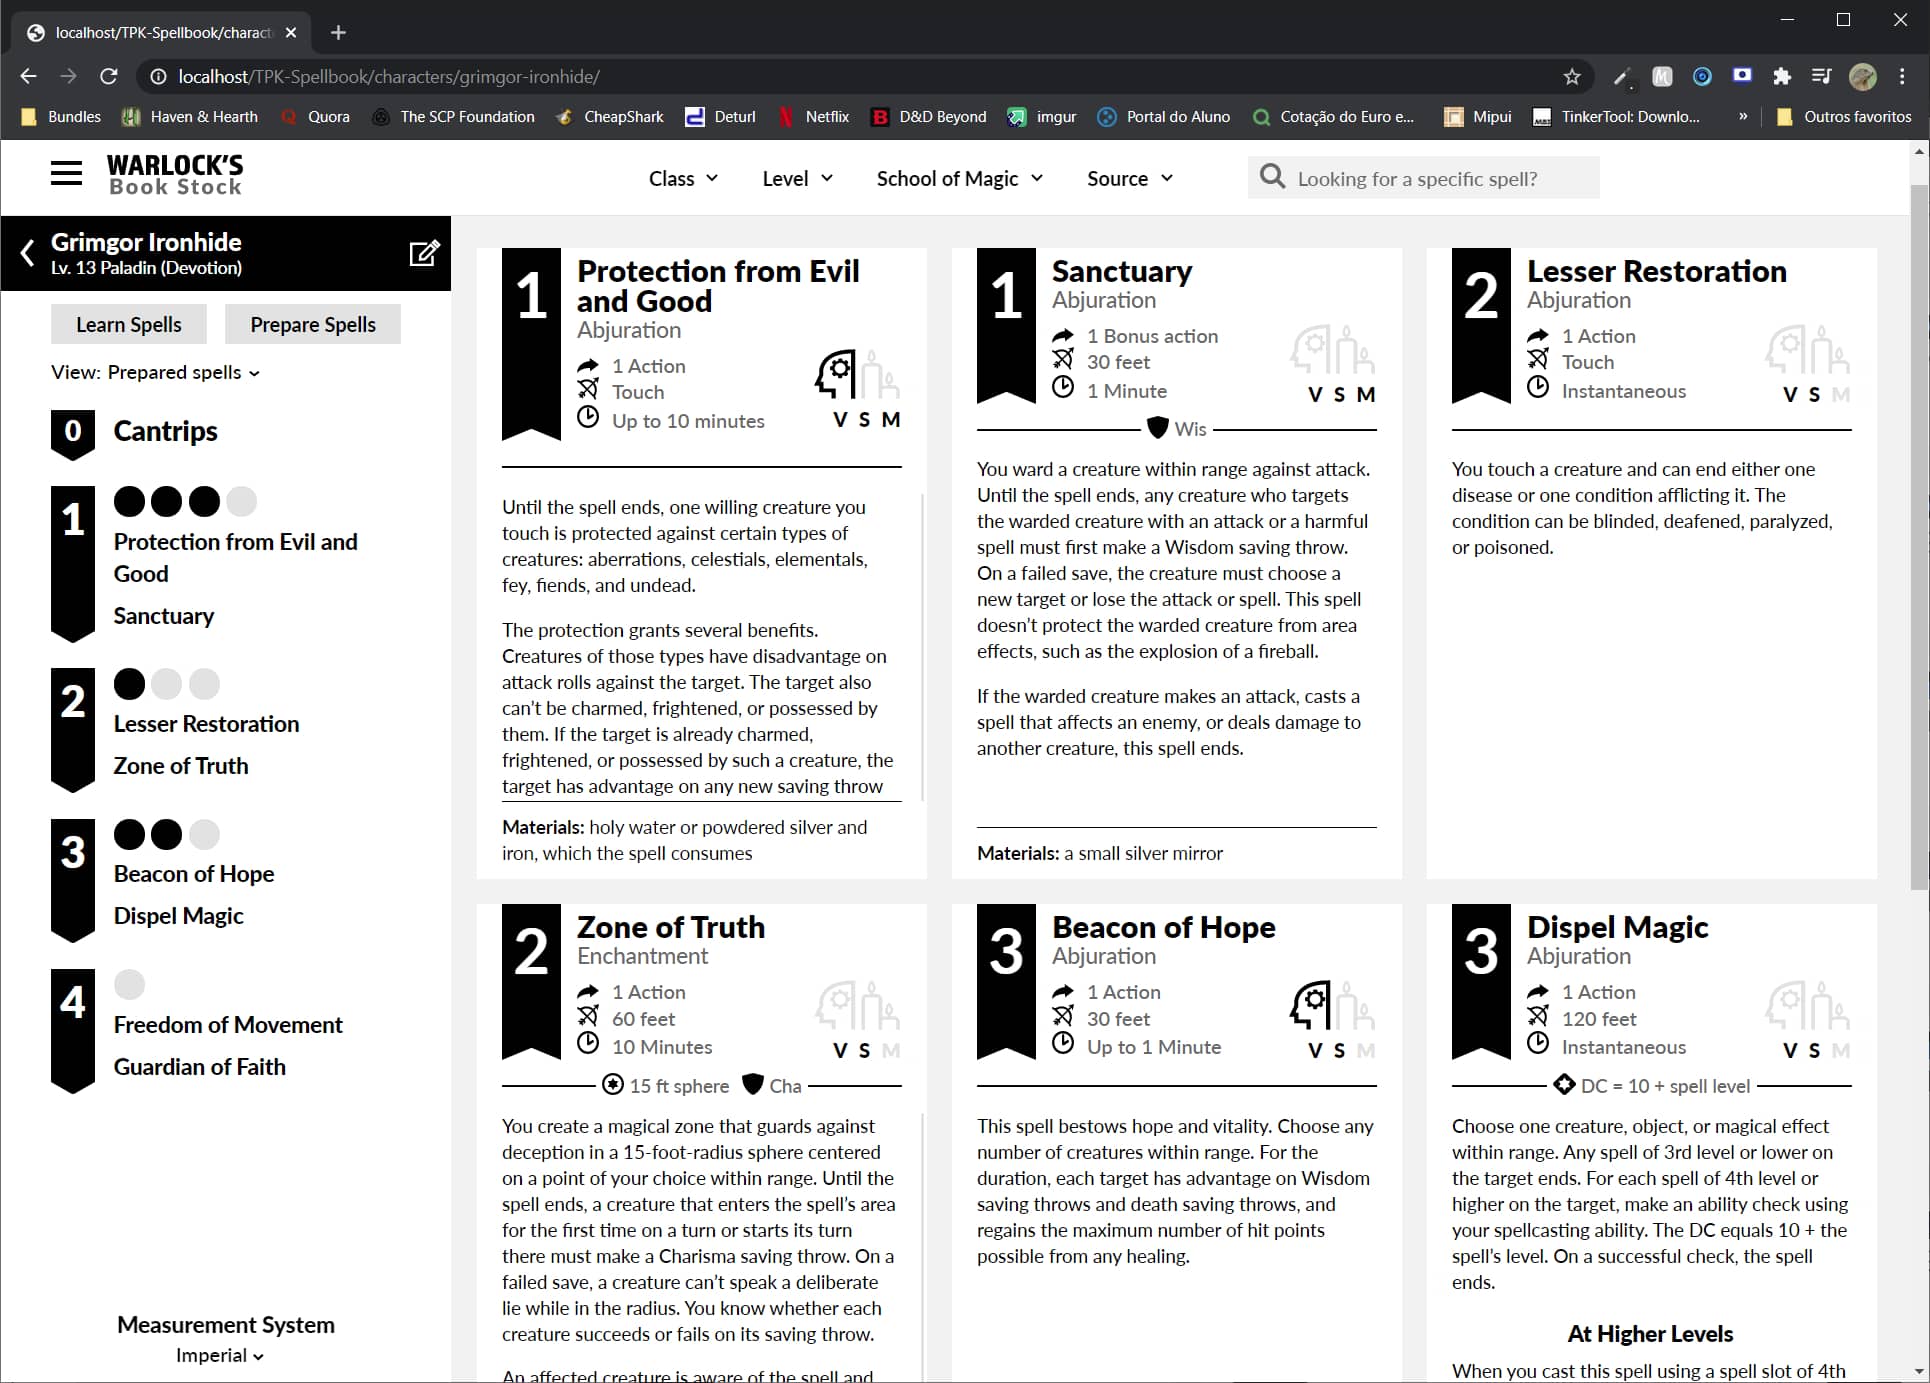 localhost/TPK-Spellbook/charact
localhost/TPK-Spellbook/characters/grimgor-ironhide/
Bundles
Haven & Hearth
Quora
The SCP Foundation
CheapShark
Deturl
Netflix
D&D Beyond
imgur
Portal do Aluno
Cotação do Euro e...
Mipui
TinkerTool: Downlo...
»
Outros favoritos
WARLOCK'S
Book Stock
Class
Level
School of Magic
Source
Looking for a specific spell?
Grimgor Ironhide
Lv. 13 Paladin (Devotion)
Learn Spells
Prepare Spells
View: Prepared spells
0
Cantrips
1
Protection from Evil and
Good
Sanctuary
2
Lesser Restoration
Zone of Truth
3
Beacon of Hope
Dispel Magic
4
Freedom of Movement
Guardian of Faith
Measurement System
Imperial
1
Protection from Evil
and Good
Abjuration
1 Action
Touch
Up to 10 minutes
V S M
Until the spell ends, one willing creature you
touch is protected against certain types of
creatures: aberrations, celestials, elementals,
fey, fiends, and undead.
The protection grants several benefits.
Creatures of those types have disadvantage on
attack rolls against the target. The target also
can't be charmed, frightened, or possessed by
them. If the target is already charmed,
frightened, or possessed by such a creature, the
target has advantage on any new saving throw
Materials: holy water or powdered silver and
iron, which the spell consumes
1
Sanctuary
Abjuration
1 Bonus action
30 feet
1 Minute
V S M
Wis
You ward a creature within range against attack.
Until the spell ends, any creature who targets
the warded creature with an attack or a harmful
spell must first make a Wisdom saving throw.
On a failed save, the creature must choose a
new target or lose the attack or spell. This spell
doesn't protect the warded creature from area
effects, such as the explosion of a fireball.
If the warded creature makes an attack, casts a
spell that affects an enemy, or deals damage to
another creature, this spell ends.
Materials: a small silver mirror
2
Lesser Restoration
Abjuration
1 Action
Touch
Instantaneous
V S M
You touch a creature and can end either one
disease or one condition afflicting it. The
condition can be blinded, deafened, paralyzed,
or poisoned.
2
Zone of Truth
Enchantment
1 Action
60 feet
10 Minutes
V S M
15 ft sphere
Cha
You create a magical zone that guards against
deception in a 15-foot-radius sphere centered
on a point of your choice within range. Until the
spell ends, a creature that enters the spell's area
for the first time on a turn or starts its turn
there must make a Charisma saving throw. On a
failed save, a creature can't speak a deliberate
lie while in the radius. You know whether each
creature succeeds or fails on its saving throw.
An affected creature is aware of the spell and
3
Beacon of Hope
Abjuration
1 Action
30 feet
Up to 1 Minute
V S M
This spell bestows hope and vitality. Choose any
number of creatures within range. For the
duration, each target has advantage on Wisdom
saving throws and death saving throws, and
regains the maximum number of hit points
possible from any healing.
3
Dispel Magic
Abjuration
1 Action
120 feet
Instantaneous
V S M
DC = 10 + spell level
Choose one creature, object, or magical effect
within range. Any spell of 3rd level or lower on
the target ends. For each spell of 4th level or
higher on the target, make an ability check using
your spellcasting ability. The DC equals 10 + the
spell's level. On a successful check, the spell
ends.
At Higher Levels
When you cast this spell using a spell slot of 4th